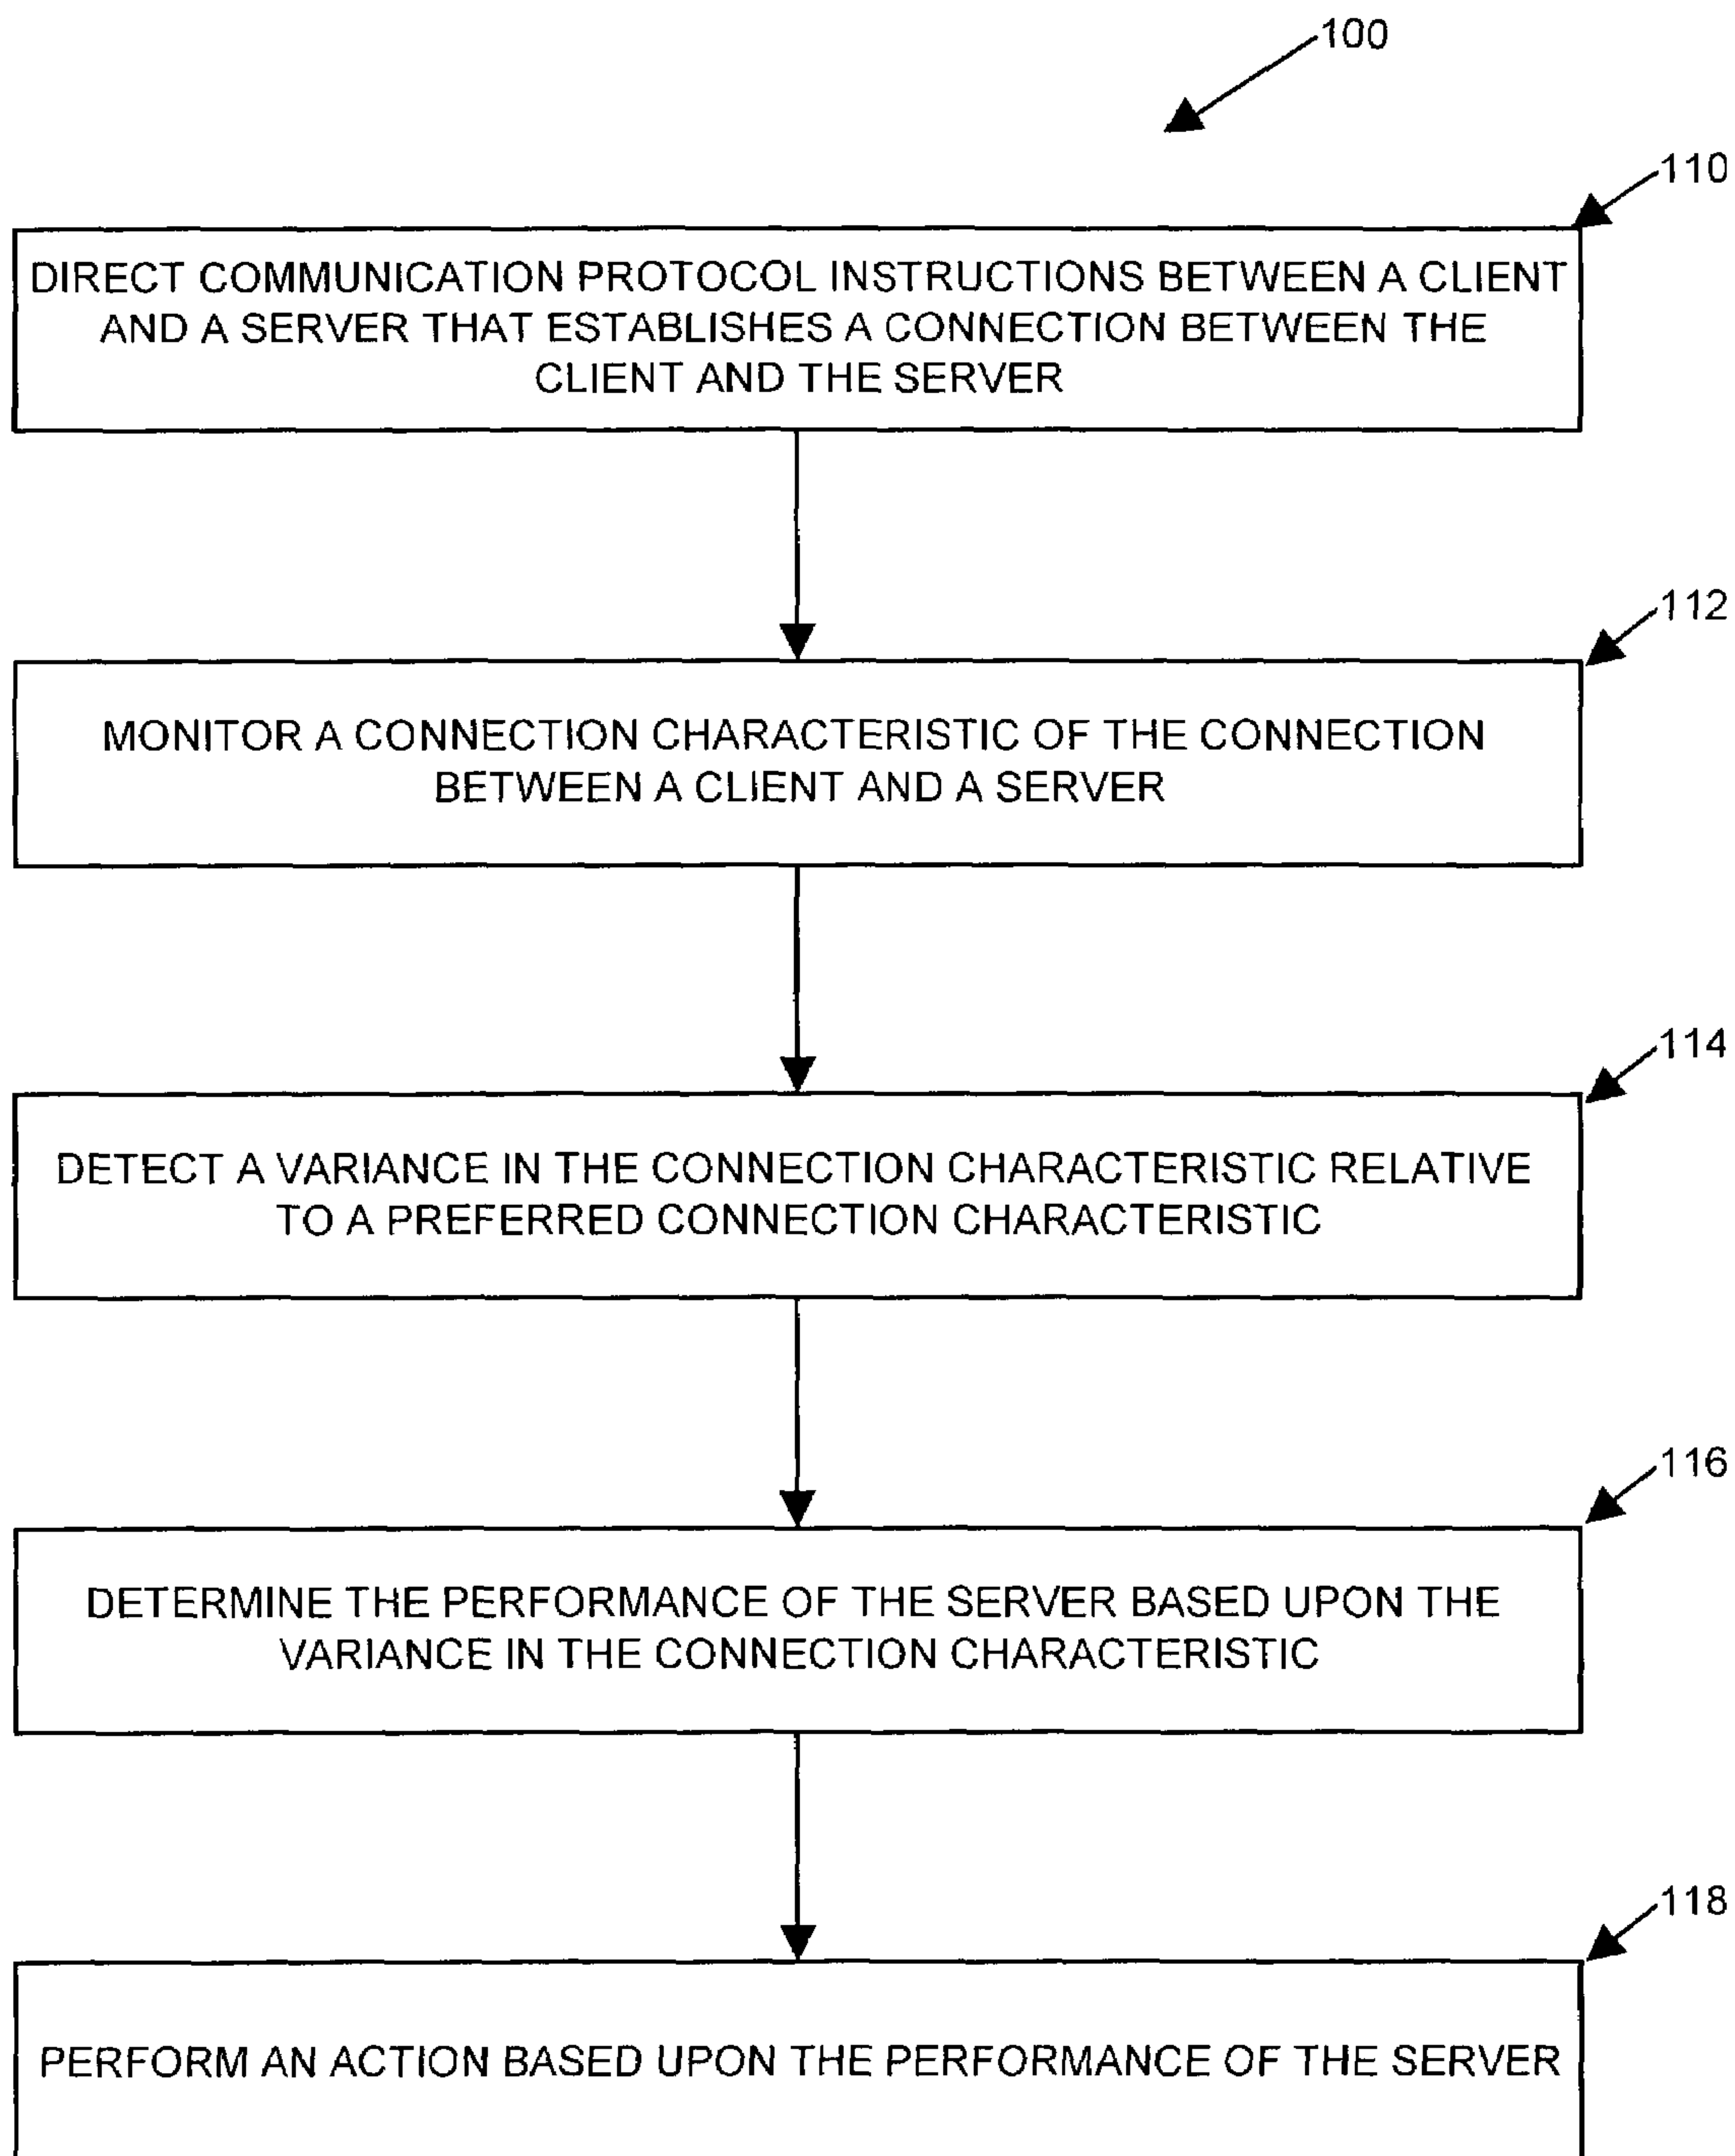 100
110
DIRECT COMMUNICATION PROTOCOL INSTRUCTIONS BETWEEN A CLIENT
AND A SERVER THAT ESTABLISHES A CONNECTION BETWEEN THE
CLIENT AND THE SERVER
112
MONITOR A CONNECTION CHARACTERISTIC OF THE CONNECTION
BETWEEN A CLIENT AND A SERVER
114
DETECT A VARIANCE IN THE CONNECTION CHARACTERISTIC RELATIVE
TO A PREFERRED CONNECTION CHARACTERISTIC
116
DETERMINE THE PERFORMANCE OF THE SERVER BASED UPON THE
VARIANCE IN THE CONNECTION CHARACTERISTIC
118
PERFORM AN ACTION BASED UPON THE PERFORMANCE OF THE SERVER